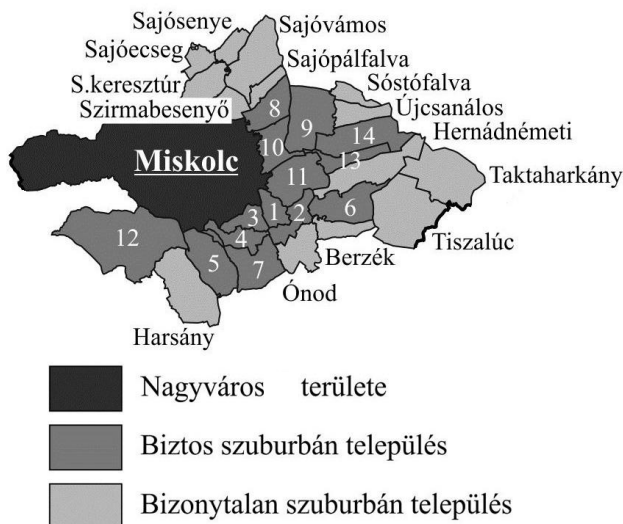 Sajósenye
Sajóvámos
Sajóecseg
Sajópálfalva
S.keresztúr
Sóstófalva
Szirmabesenyő
Újcsanálos
8
Hernádnémeti
9
14
10
Miskolc
13
Taktaharkány
11
6
1
2
3
12
4
Tiszalúc
5
7
Berzék
Ónod
Harsány
Nagyváros területe
Biztos szuburbán település
Bizonytalan szuburbán település